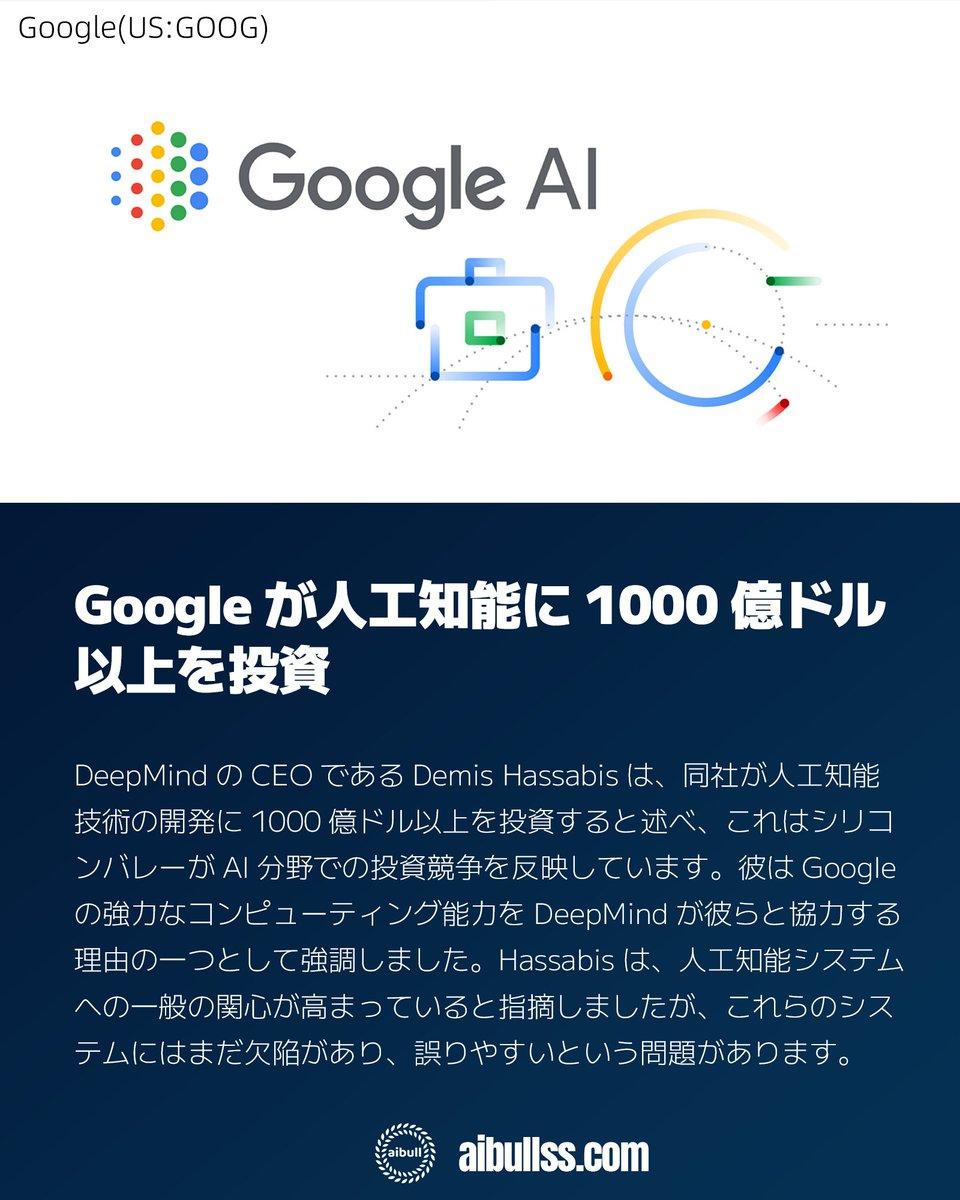 Google(US:GOOG)
Google AI
Google が人工知能に 1000 億ドル
以上を投資
DeepMind の CEO である Demis Hassabis は、同社が人工知能
技術の開発に 1000 億ドル以上を投資すると述べ、これはシリコ
ンバレーが AI 分野での投資競争を反映しています。彼は Google
の強力なコンピューティング能力を DeepMind が彼らと協力する
理由の一つとして強調しました。Hassabis は、人工知能システム
への一般の関心が高まっていると指摘しましたが、これらのシス
テムにはまだ欠陥があり、誤りやすいという問題があります。
aibull
aibullss.com